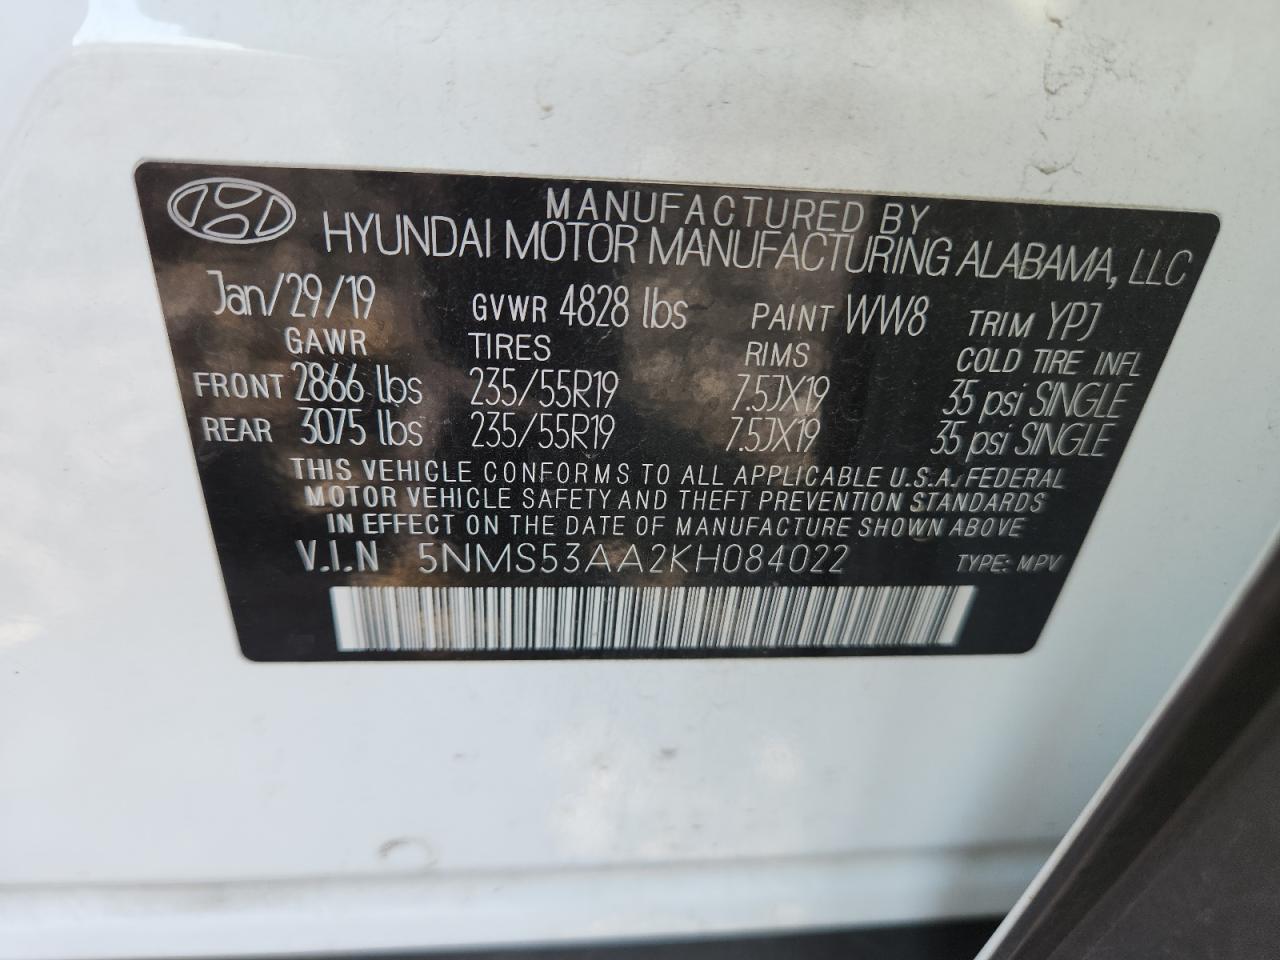 MANUFACTURED BY
HYUNDAI MOTOR MANUFACTURING ALABAMA, LLC
Jan/29/19 GVWR 4828 lbs PAINT WW8 TRIM YPJ
GAWR TIRES RIMS COLD TIRE INFL
FRONT 2866 lbs 235/55R19 7.5JX19 35 psi SINGLE
REAR 3075 lbs 235/55R19 7.5JX19 35 psi SINGLE
THIS VEHICLE CONFORMS TO ALL APPLICABLE U.S.A. FEDERAL
MOTOR VEHICLE SAFETY AND THEFT PREVENTION STANDARDS
IN EFFECT ON THE DATE OF MANUFACTURE SHOWN ABOVE
V.I.N 5NMS53AA2KH084022 TYPE: MPV